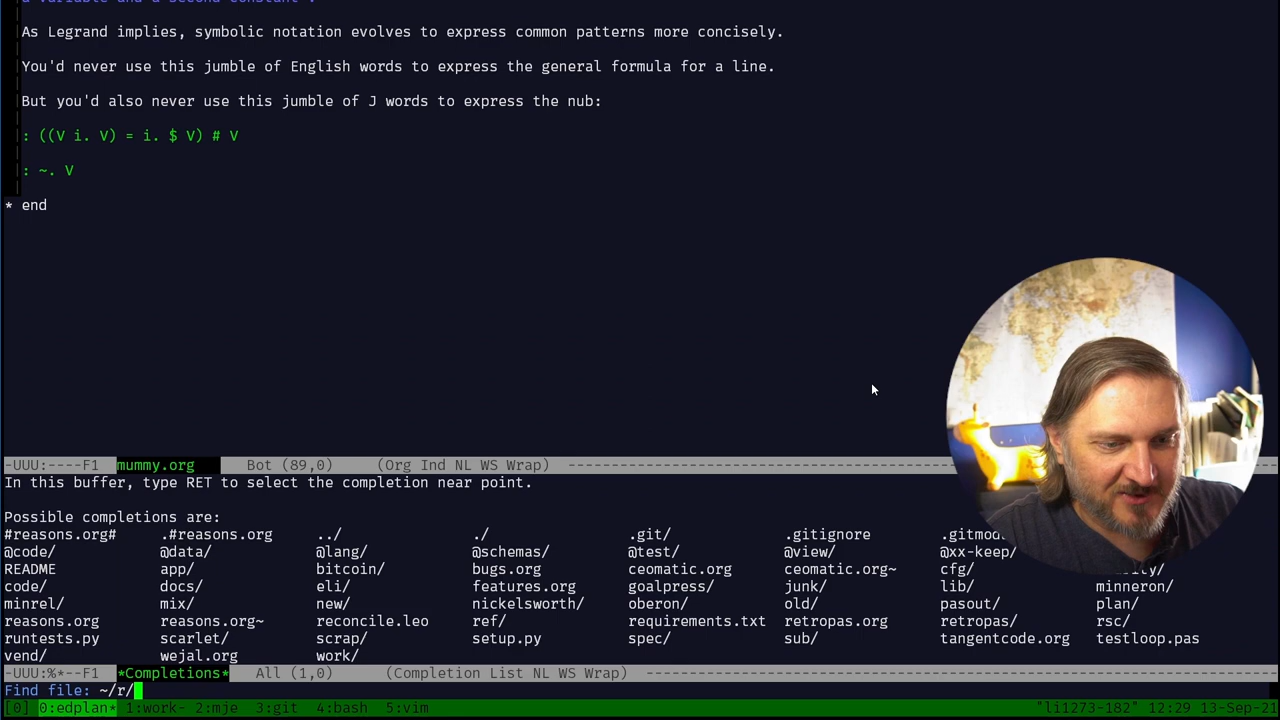 As Legrand implies, symbolic notation evolves to express common patterns more concisely.
You'd never use this jumble of English words to express the general formula for a line.
But you'd also never use this jumble of J words to express the nub:
: ((V i. V) = i. $ V) # V
: ~. V
* end
-UUU:----F1 mummy.org Bot (89,0) (Org Ind NL WS Wrap) ----------------------------------------------
In this buffer, type RET to select the completion near point.
Possible completions are:
#reasons.org# .#reasons.org ../ ./ .git/ .gitignore
@code/ @data/ @lang/ @schemas/ @test/ @view/ @xx-keep/
README app/ bitcoin/ bugs.org ceomatic.org ceomatic.org~ cfg/
code/ docs/ eli/ features.org goalpress/ junk/ lib/ minneron/
minrel/ mix/ new/ nickelsworth/ oberon/ old/ pasout/ plan/
reasons.org reasons.org~ reconcile.leo ref/ requirements.txt retropas.org retropas/ rsc/
runtests.py scarlet/ scrap/ setup.py spec/ sub/ tangentcode.org testloop.pas
vend/ wejal.org work/
-UUU:%*--F1 *Completions* All (1,0) (Completion List NL WS Wrap) ----------------------------------------------
Find file: ~/r/
[0] 0:edplan* 1:work- 2:mje 3:git 4:bash 5:vim "li1273-182" 12:29 13-Sep-21